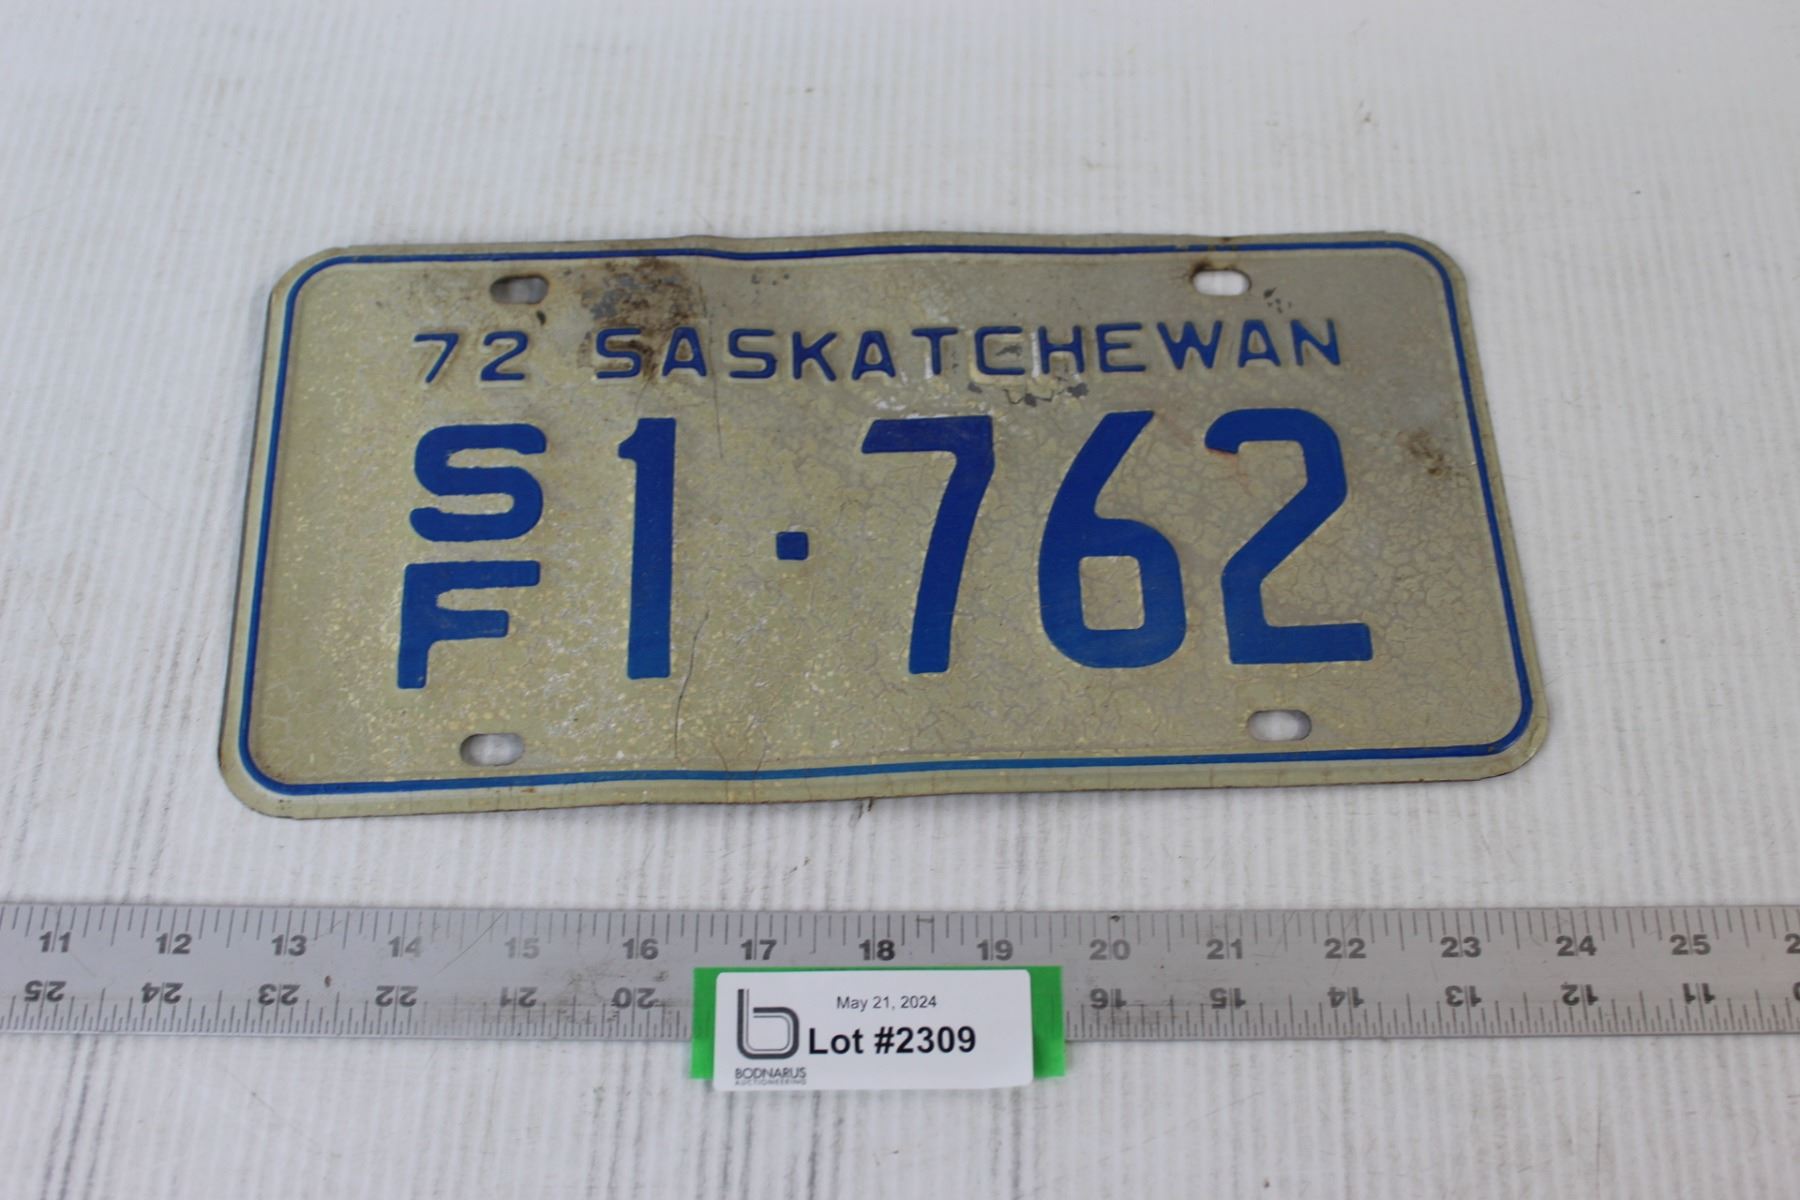 72 SASKATCHEWAN
SF 1·762
11 12 13 14 15 16 17 18 19 20 21 22 23 24 25
25 24 23 22 21 20 16 15 14 13 12 11
May 21, 2024
Lot #2309
BODNARUS
AUCTIONEERING